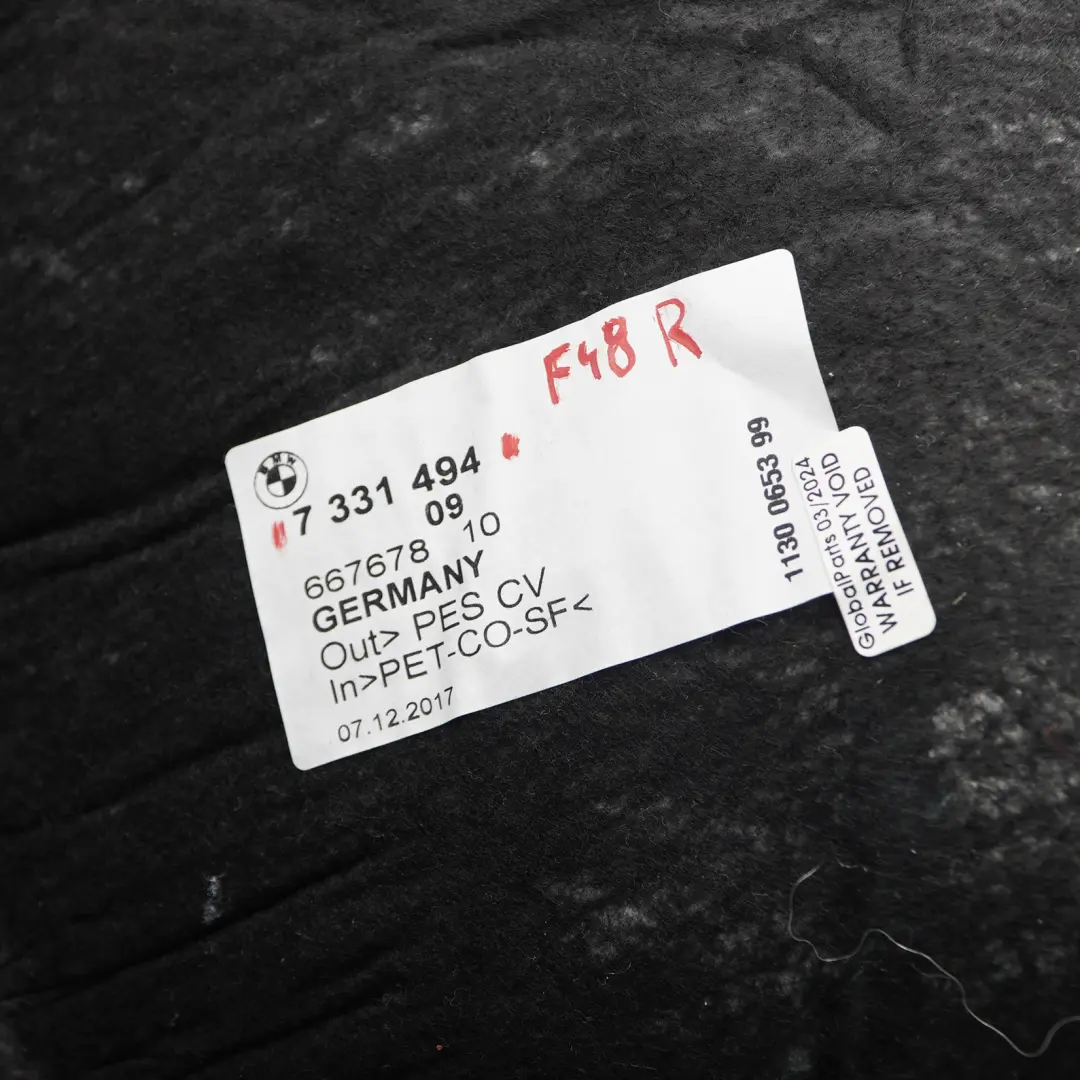 F48 R
BMW
7 331 494
09
667678 10
GERMANY
Out> PES CV
In>PET-CO-SF<
07.12.2017
1130 0653 99
GlobalParts 03/2024
WARRANTY VOID
IF REMOVED